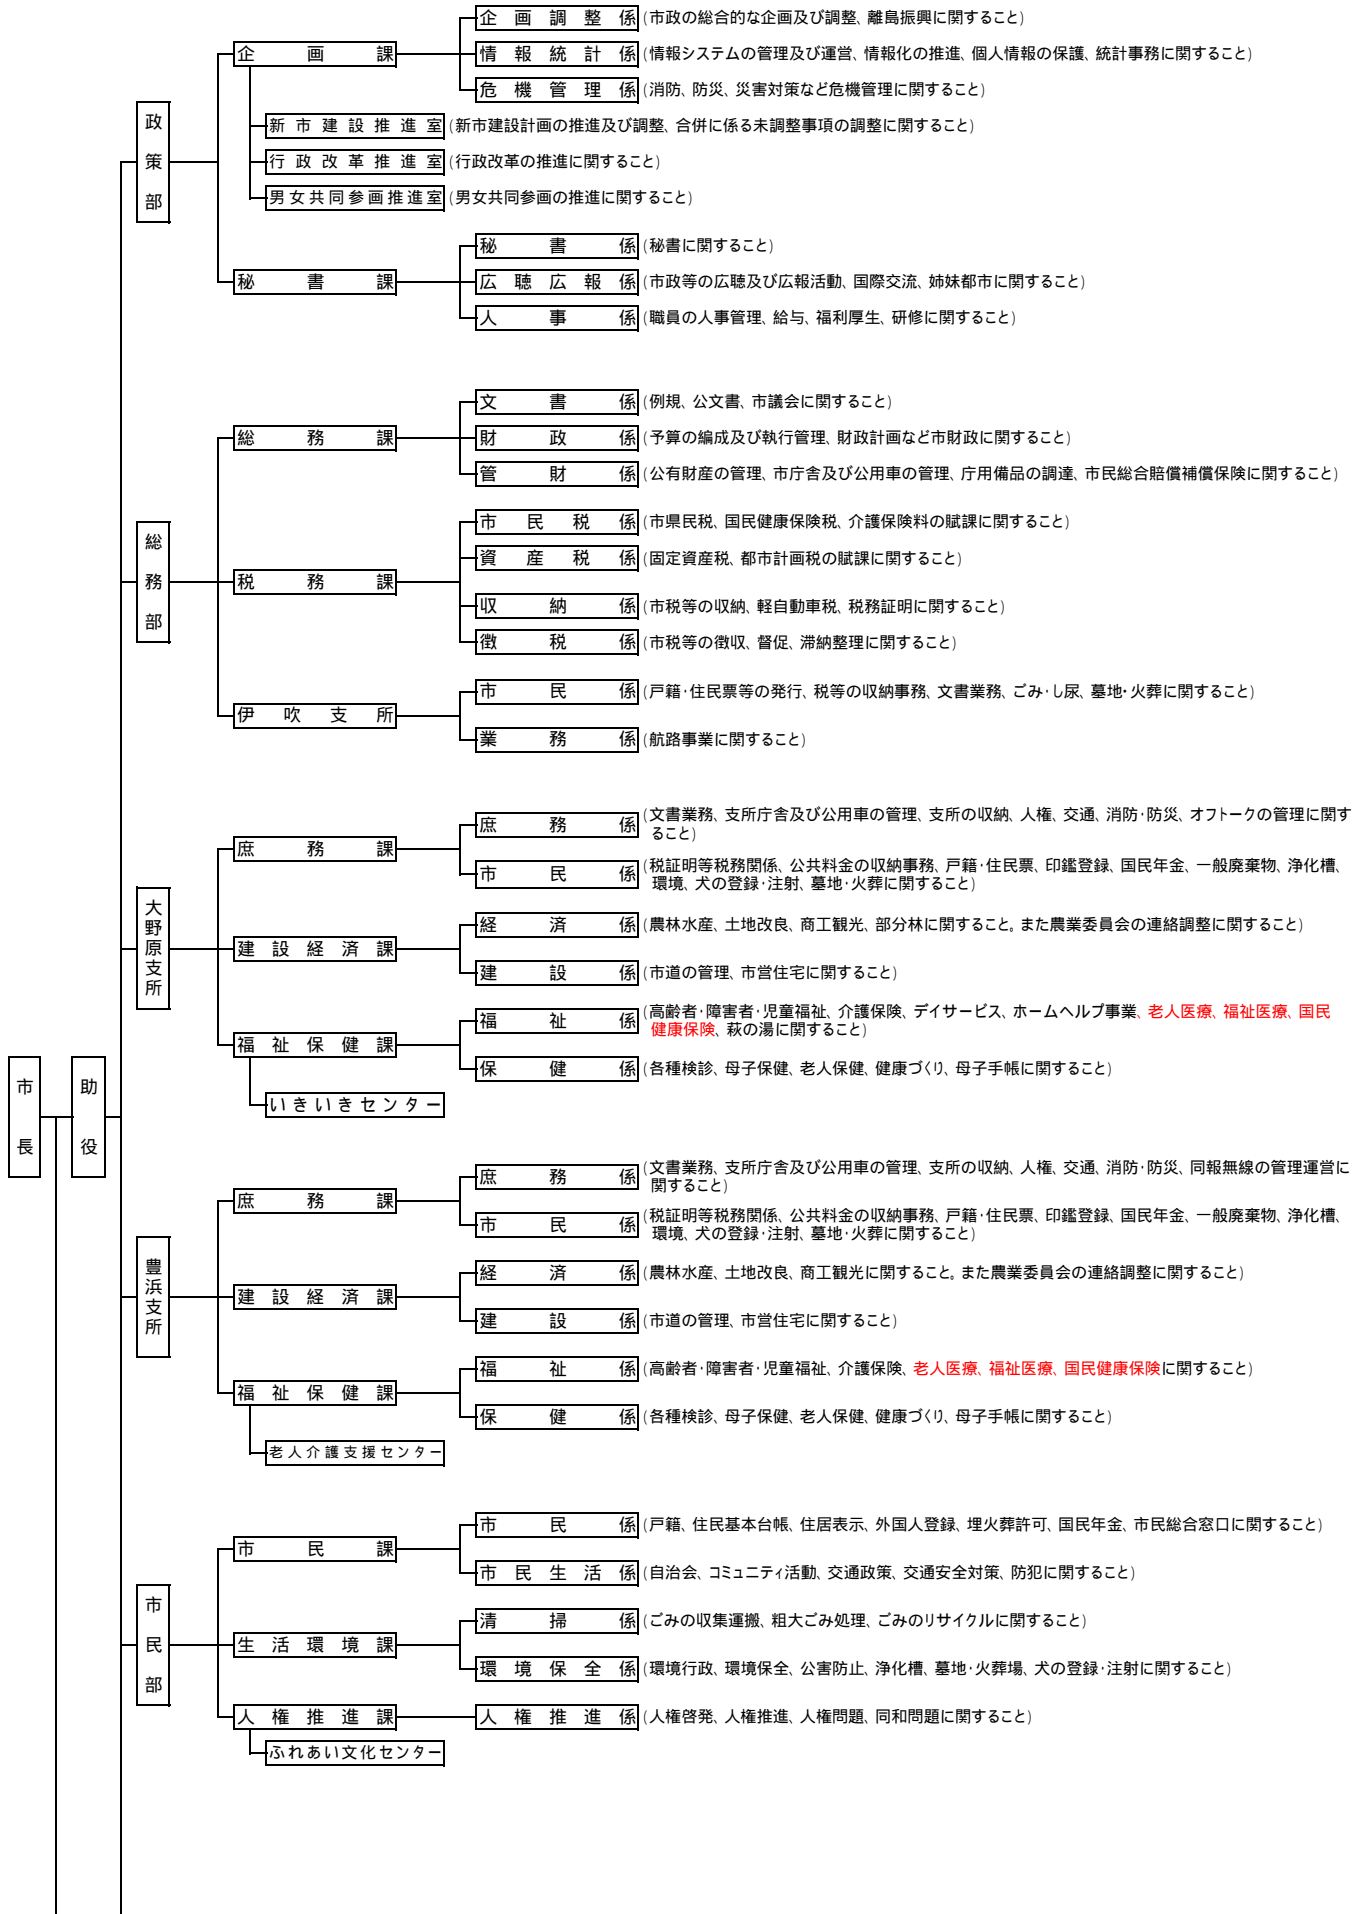 企画調整係(市政の総合的な企画及び調整、離島振興に関すること)
企画課
情報統計係(情報システムの管理及び運営、情報化の推進、個人情報の保護、統計事務に関すること)
危機管理係(消防、防災、災害対策など危機管理に関すること)
政策部
新市建設推進室(新市建設計画の推進及び調整、合併に係る未調整事項の調整に関すること)
行政改革推進室(行政改革の推進に関すること)
男女共同参画推進室(男女共同参画の推進に関すること)
秘書係(秘書に関すること)
秘書課
広聴広報係(市政等の広聴及び広報活動、国際交流、姉妹都市に関すること)
人事係(職員の人事管理、給与、福利厚生、研修に関すること)
文書係(例規、公文書、市議会に関すること)
総務課
財政係(予算の編成及び執行管理、財政計画など市財政に関すること)
管財係(公有財産の管理、市庁舎及び公用車の管理、庁用備品の調達、市民総合賠償補償保険に関すること)
市民税係(市県民税、国民健康保険税、介護保険料の賦課に関すること)
総務部
資産税係(固定資産税、都市計画税の賦課に関すること)
税務課
収納係(市税等の収納、軽自動車税、税務証明に関すること)
徴税係(市税等の徴収、督促、滞納整理に関すること)
市民係(戸籍・住民票等の発行、税等の収納事務、文書業務、ごみ・し尿、墓地・火葬に関すること)
伊吹支所
業務係(航路事業に関すること)
庶務係(文書業務、支所庁舎及び公用車の管理、支所の収納、人権、交通、消防・防災、オフトークの管理に関す
ること)
庶務課
市民係(税証明等税務関係、公共料金の収納事務、戸籍・住民票、印鑑登録、国民年金、一般廃棄物、浄化槽、
環境、犬の登録・注射、墓地・火葬に関すること)
大野原支所
経済係(農林水産、土地改良、商工観光、部分林に関すること。また農業委員会の連絡調整に関すること)
建設経済課
建設係(市道の管理、市営住宅に関すること)
福祉係(高齢者・障害者・児童福祉、介護保険、デイサービス、ホームヘルプ事業、老人医療、福祉医療、国民
健康保険、萩の湯に関すること)
福祉保健課
保健係(各種検診、母子保健、老人保健、健康づくり、母子手帳に関すること)
いきいきセンター
市長
助役
庶務係(文書業務、支所庁舎及び公用車の管理、支所の収納、人権、交通、消防・防災、同報無線の管理運営に
関すること)
庶務課
市民係(税証明等税務関係、公共料金の収納事務、戸籍・住民票、印鑑登録、国民年金、一般廃棄物、浄化槽、
環境、犬の登録・注射、墓地・火葬に関すること)
豊浜支所
経済係(農林水産、土地改良、商工観光に関すること。また農業委員会の連絡調整に関すること)
建設経済課
建設係(市道の管理、市営住宅に関すること)
福祉係(高齢者・障害者・児童福祉、介護保険、老人医療、福祉医療、国民健康保険に関すること)
福祉保健課
保健係(各種検診、母子保健、老人保健、健康づくり、母子手帳に関すること)
老人介護支援センター
市民係(戸籍、住民基本台帳、住居表示、外国人登録、埋火葬許可、国民年金、市民総合窓口に関すること)
市民課
市民生活係(自治会、コミュニティ活動、交通政策、交通安全対策、防犯に関すること)
市民部
清掃係(ごみの収集運搬、粗大ごみ処理、ごみのリサイクルに関すること)
生活環境課
環境保全係(環境行政、環境保全、公害防止、浄化槽、墓地・火葬場、犬の登録・注射に関すること)
人権推進課
人権推進係(人権啓発、人権推進、人権問題、同和問題に関すること)
ふれあい文化センター